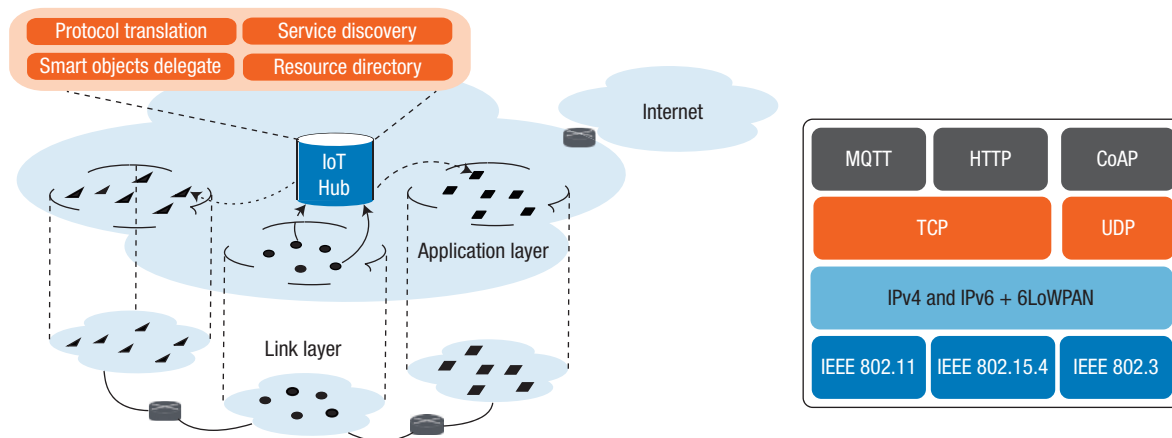 Protocol translation
Service discovery
Smart objects delegate
Resource directory
Internet
IoT
Hub
Application layer
Link layer
MQTT
HTTP
CoAP
TCP
UDP
IPv4 and IPv6 + 6LoWPAN
IEEE 802.11
IEEE 802.15.4
IEEE 802.3